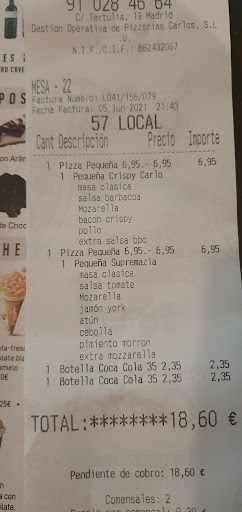 91 028 46 64
C/ Tertulia, 19 Madrid
Gestión Operativa de Pizzerías Carlos, S.L
.U.
N.I.F./C.I.F.: B62432067
MESA - 22
Factura Número: L041/156/079
Fecha Factura: 05 jun 2021 21:43
57 LOCAL
Cant Descripción Precio Importe
1 Pizza Pequeña 6,95.- 6,95 6,95
1 Pequeña Crispy Carlo
masa clasica
salsa barbacoa
Mozarella
bacon crispy
pollo
extra salsa bbc
1 Pizza Pequeña 6,95.- 6,95 6,95
1 Pequeña Supremazia
masa clasica
salsa tomate
Mozarella
jamón york
atún
cebolla
pimiento morron
extra mozzarella
1 Botella Coca Cola 35 2,35 2,35
1 Botella Coca Cola 35 2,35 2,35
TOTAL:********18,60 €
Pendiente de cobro: 18,60 €
Comensales: 2